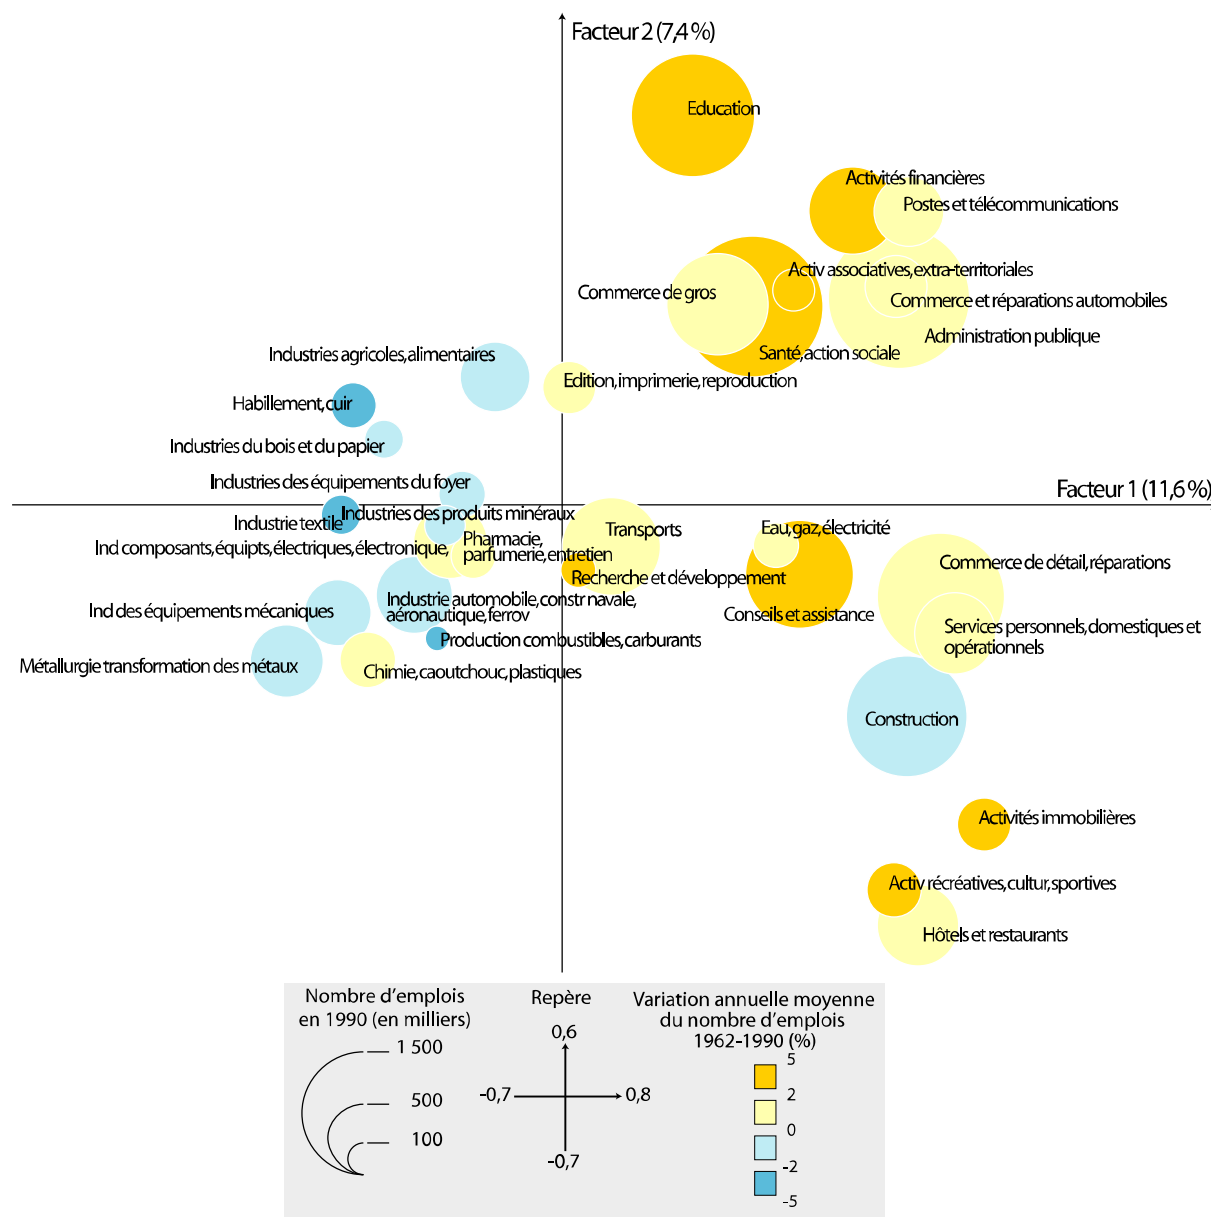 Facteur 2 (7,4 %)
Education
Activités financières
Postes et télécommunications
Activ associatives, extra-territoriales
Commerce de gros
Commerce et réparations automobiles
Administration publique
Santé, action sociale
Industries agricoles, alimentaires
Edition, imprimerie, reproduction
Habillement, cuir
Industries du bois et du papier
Industries des équipements du foyer
Facteur 1 (11,6 %)
Industries des produits minéraux
Industrie textile
Transports
Eau, gaz, électricité
Pharmacie,
parfumerie, entretien
Ind composants, équipts, électriques, électronique,
Commerce de détail, réparations
Recherche et développement
Industrie automobile, constr navale,
aéronautique, ferrov
Ind des équipements mécaniques
Conseils et assistance
Services personnels, domestiques et
opérationnels
Production combustibles, carburants
Métallurgie transformation des métaux
Chimie, caoutchouc, plastiques
Construction
Activités immobilières
Activ récréatives, cultur, sportives
Hôtels et restaurants
Nombre d'emplois
en 1990 (en milliers)
1 500
500
100
Repère
0,6
-0,7
0,8
-0,7
Variation annuelle moyenne
du nombre d'emplois
1962-1990 (%)
5
2
0
-2
-5